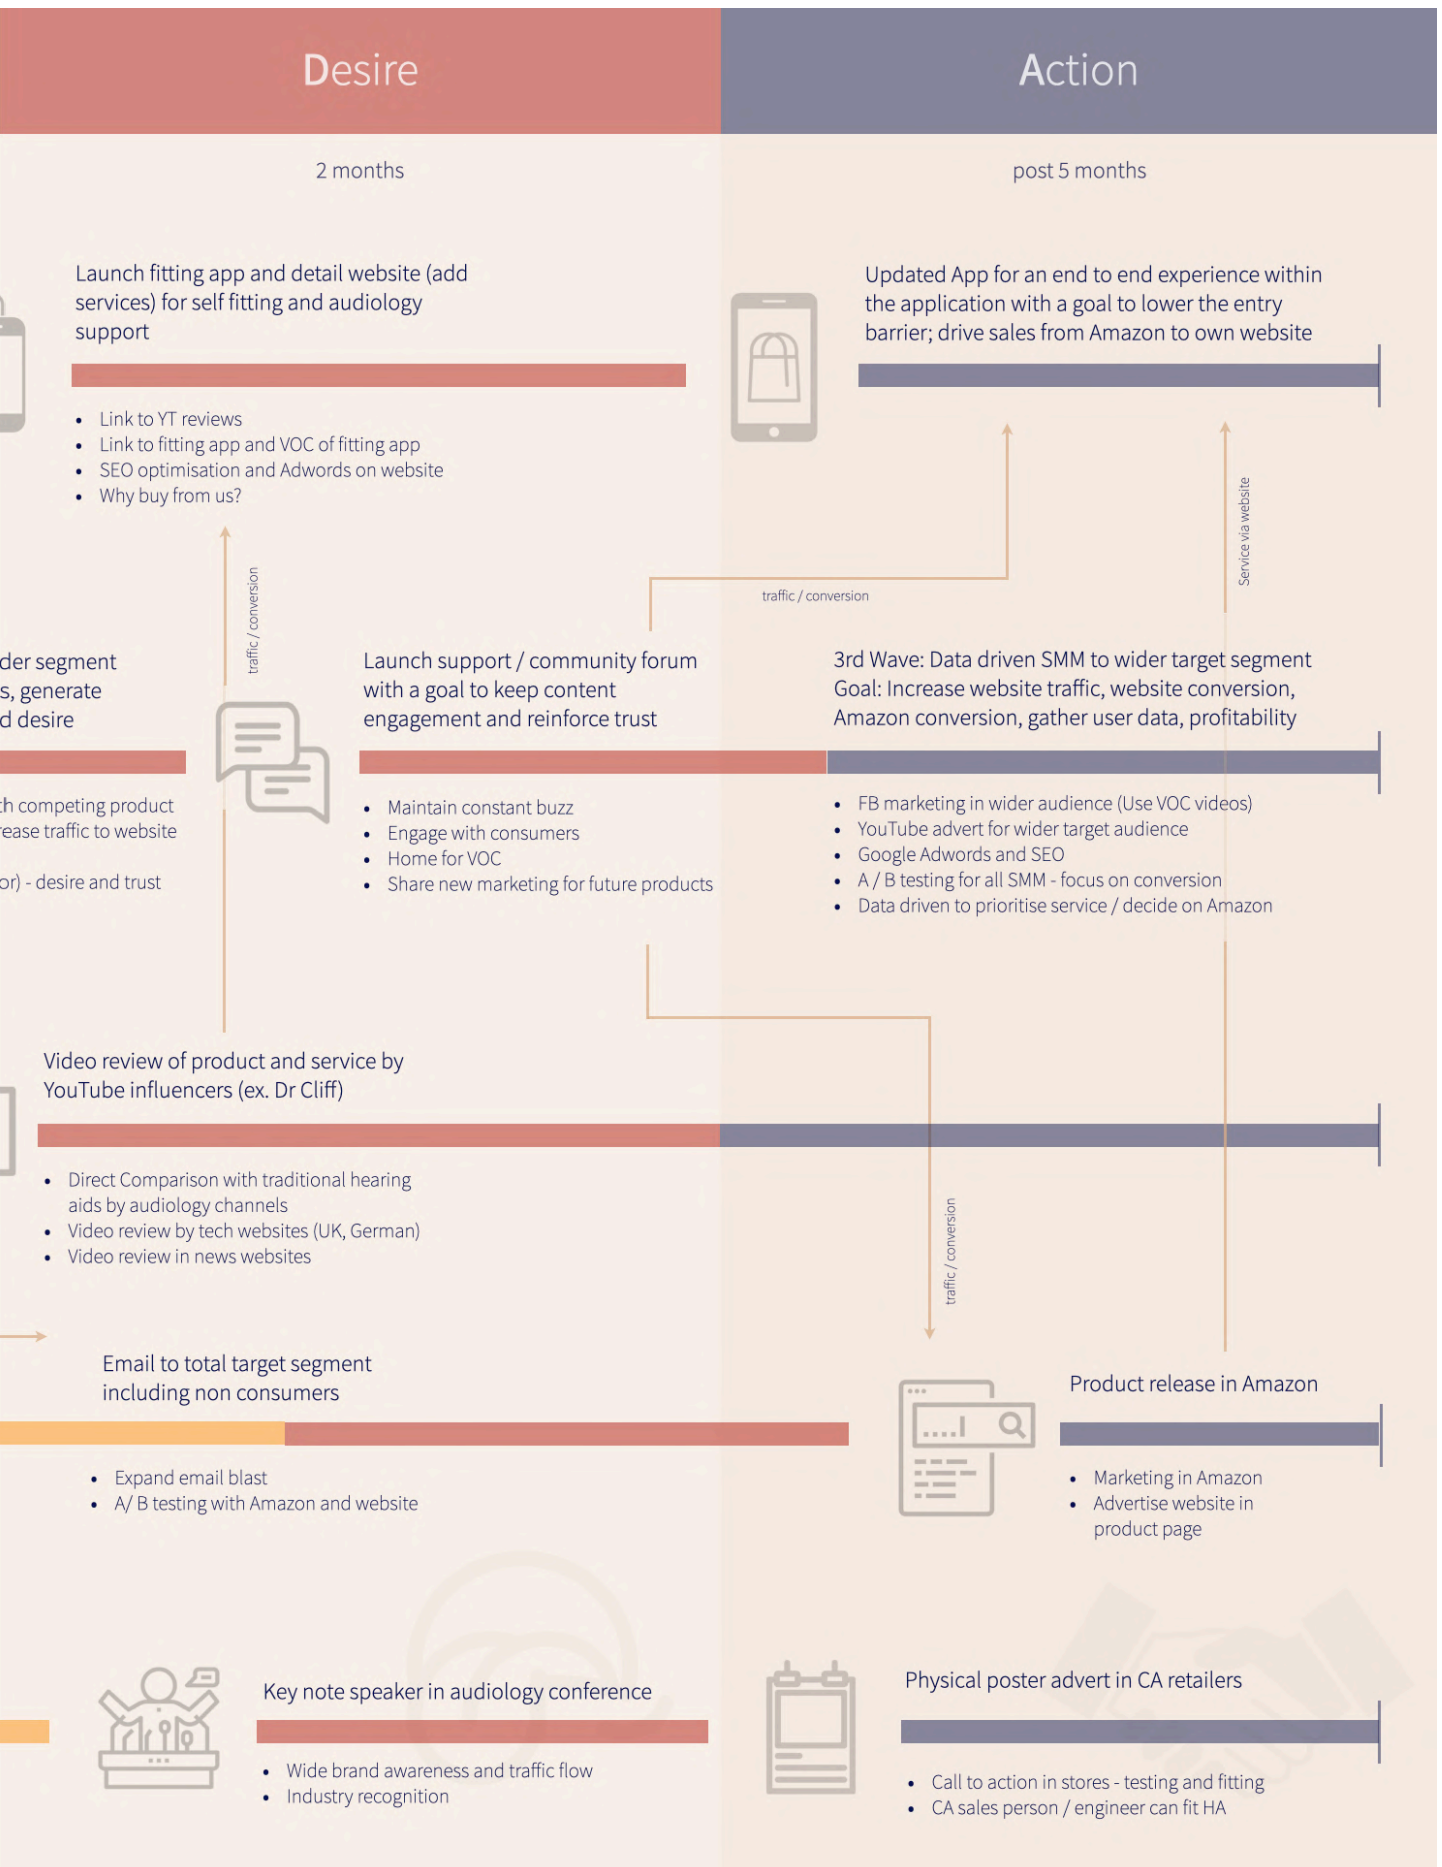 Desire
Action
2 months
post 5 months
Launch fitting app and detail website (add
services) for self fitting and audiology
support
• Link to YT reviews
• Link to fitting app and VOC of fitting app
• SEO optimisation and Adwords on website
• Why buy from us?
Updated App for an end to end experience within
the application with a goal to lower the entry
barrier; drive sales from Amazon to own website
traffic / conversion
traffic / conversion
Service via website
der segment
s, generate
d desire
th competing product
rease traffic to website
or) - desire and trust
Launch support / community forum
with a goal to keep content
engagement and reinforce trust
• Maintain constant buzz
• Engage with consumers
• Home for VOC
• Share new marketing for future products
3rd Wave: Data driven SMM to wider target segment
Goal: Increase website traffic, website conversion,
Amazon conversion, gather user data, profitability
• FB marketing in wider audience (Use VOC videos)
• YouTube advert for wider target audience
• Google Adwords and SEO
• A / B testing for all SMM - focus on conversion
• Data driven to prioritise service / decide on Amazon
Video review of product and service by
YouTube influencers (ex. Dr Cliff)
• Direct Comparison with traditional hearing
aids by audiology channels
• Video review by tech websites (UK, German)
• Video review in news websites
traffic / conversion
Email to total target segment
including non consumers
• Expand email blast
• A/ B testing with Amazon and website
Product release in Amazon
• Marketing in Amazon
• Advertise website in
product page
Key note speaker in audiology conference
• Wide brand awareness and traffic flow
• Industry recognition
Physical poster advert in CA retailers
• Call to action in stores - testing and fitting
• CA sales person / engineer can fit HA